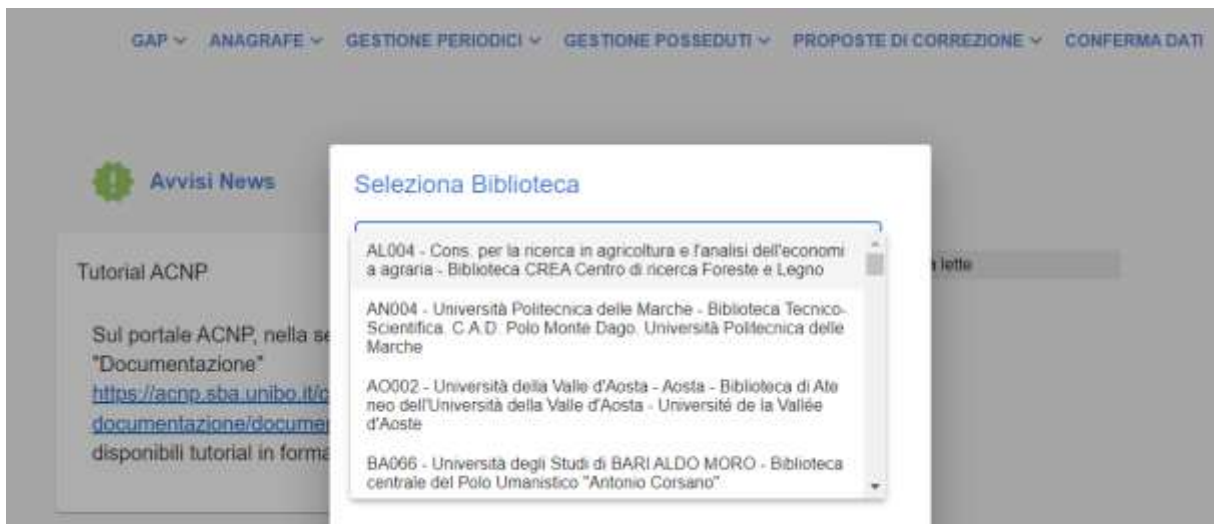 GAP ANAGRAFE GESTIONE PERIODICI GESTIONE POSSEDUTI PROPOSTE DI CORREZIONE CONFERMA DATI
Avvisi News
Seleziona Biblioteca
AL004 - Cons. per la ricerca in agricoltura e l'analisi dell'economi
a agraria - Biblioteca CREA Centro di ricerca Foreste e Legno
AN004 - Università Politecnica delle Marche - Biblioteca Tecnico-
Scientifica. C.A.D. Polo Monte Dago. Università Politecnica delle
Marche
AO002 - Università della Valle d'Aosta - Aosta - Biblioteca di Ate
neo dell'Università della Valle d'Aosta - Université de la Vallée
d'Aoste
BA066 - Università degli Studi di BARI ALDO MORO - Biblioteca
centrale del Polo Umanistico "Antonio Corsano"
Tutorial ACNP
Sul portale ACNP, nella se
"Documentazione"
https://acnp.sba.unibo.it/c
documentazione/documen
disponibili tutorial in forma
lette